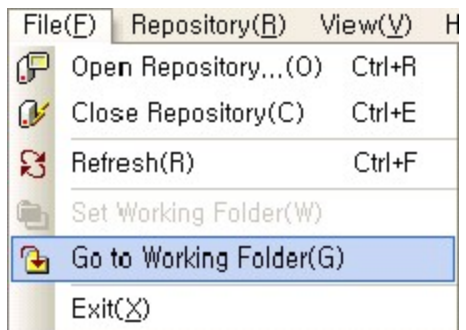 File(F) Repository(R) View(V) H
Open Repository...(O) Ctrl+R
Close Repository(C) Ctrl+E
Refresh(R) Ctrl+F
Set Working Folder(W)
Go to Working Folder(G)
Exit(X)